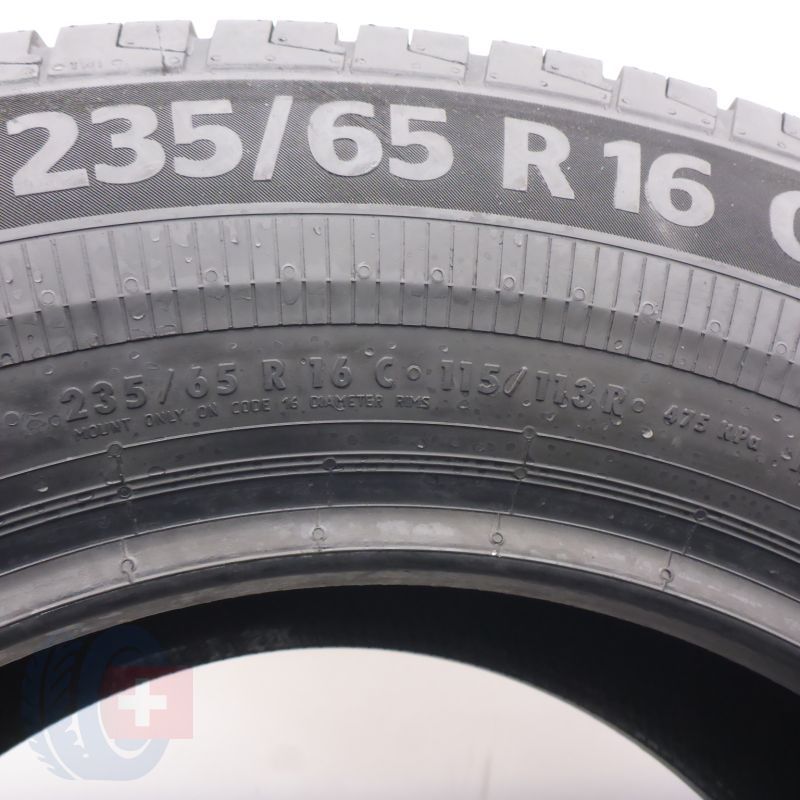 235/65 R 16 C
235/65 R 16 C 115/113R 475 KPa
MOUNT ONLY ON CODE 16 DIAMETER RIMS